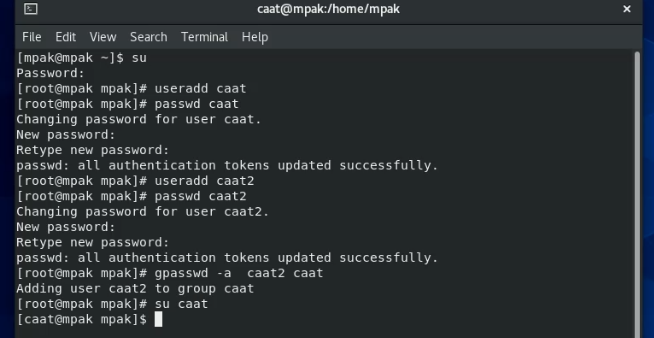 caat@mpak:/home/mpak ×
File Edit View Search Terminal Help
[mpak@mpak ~]$ su
Password:
[root@mpak mpak]# useradd caat
[root@mpak mpak]# passwd caat
Changing password for user caat.
New password:
Retype new password:
passwd: all authentication tokens updated successfully.
[root@mpak mpak]# useradd caat2
[root@mpak mpak]# passwd caat2
Changing password for user caat2.
New password:
Retype new password:
passwd: all authentication tokens updated successfully.
[root@mpak mpak]# gpasswd -a  caat2 caat
Adding user caat2 to group caat
[root@mpak mpak]# su caat
[caat@mpak mpak]$